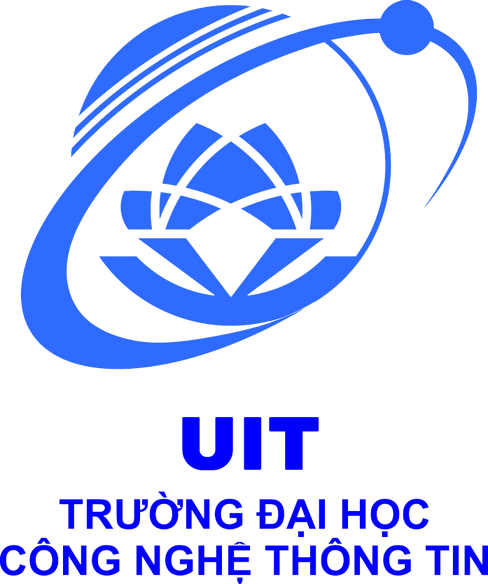 UIT
TRƯỜNG ĐẠI HỌC
CÔNG NGHỆ THÔNG TIN